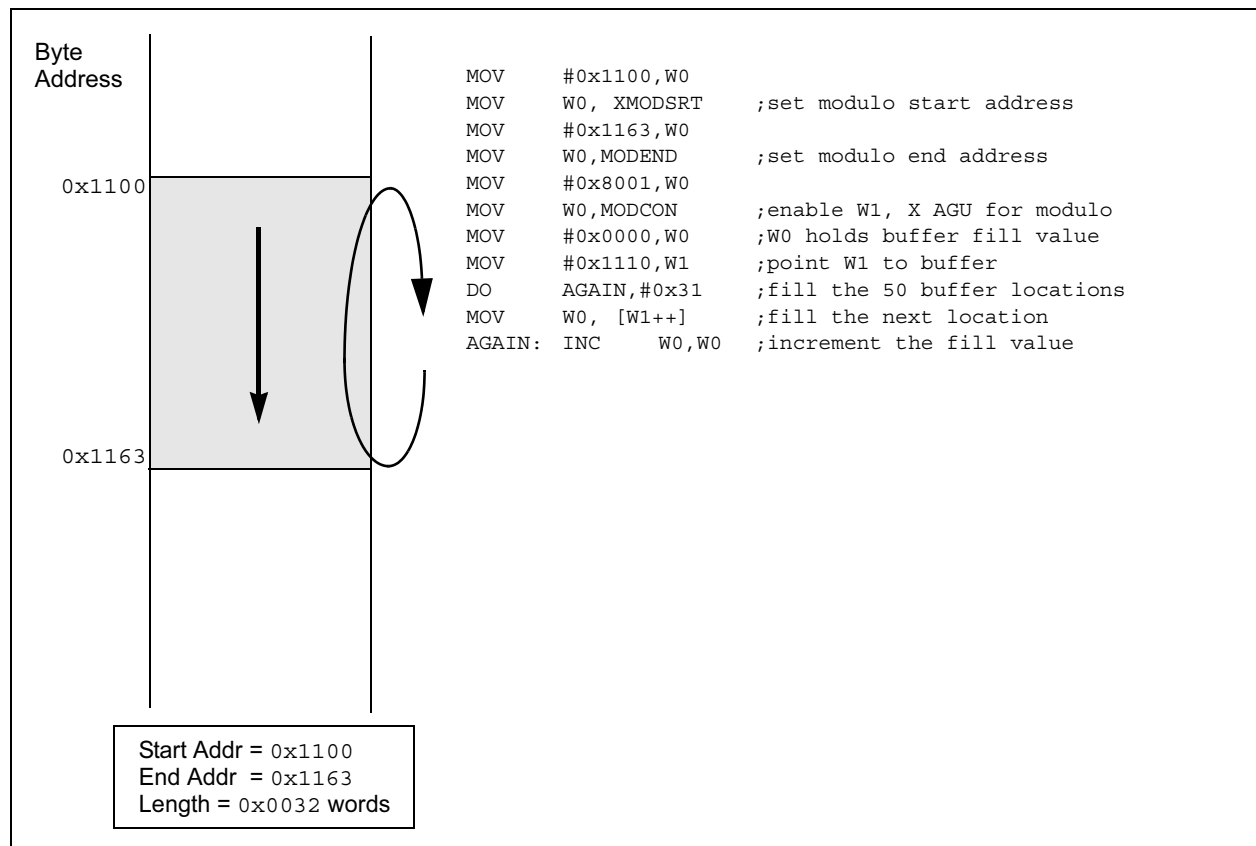 Byte
Address
0x1100
0x1163
MOV #0x1100,W0
MOV W0, XMODSRT ;set modulo start address
MOV #0x1163,W0
MOV W0,MODEND ;set modulo end address
MOV #0x8001,W0
MOV W0,MODCON ;enable W1, X AGU for modulo
MOV #0x0000,W0 ;W0 holds buffer fill value
MOV #0x1110,W1 ;point W1 to buffer
DO AGAIN,#0x31 ;fill the 50 buffer locations
MOV W0, [W1++] ;fill the next location
AGAIN: INC W0,W0 ;increment the fill value
Start Addr = 0x1100
End Addr = 0x1163
Length = 0x0032 words